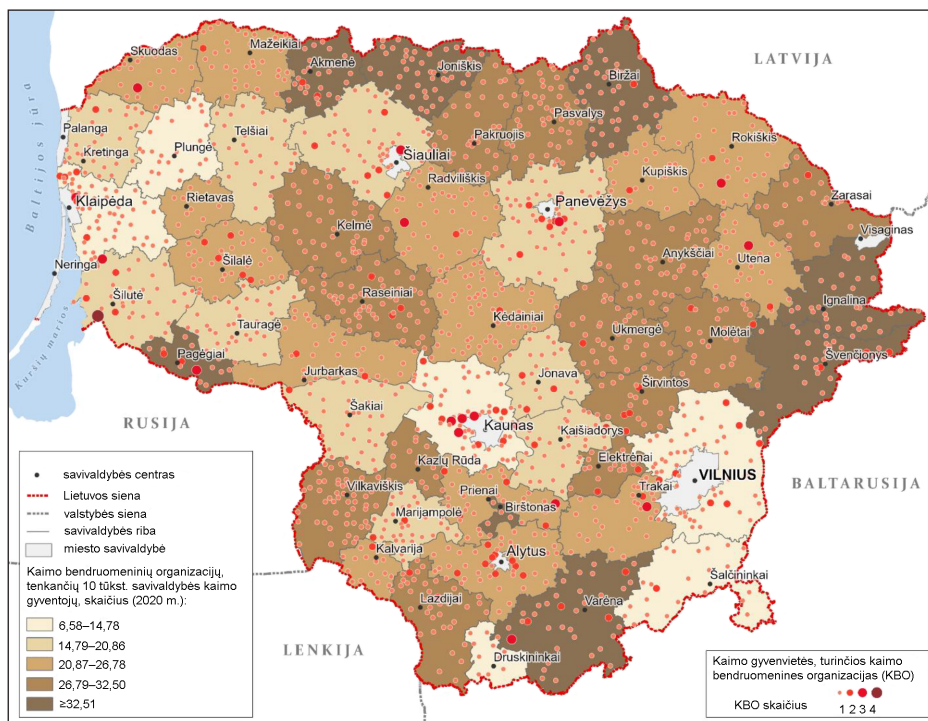 LATVIJA
Baltijos jūra
Kuršių marios
RUSIJA
LENKIJA
BALTARUSIJA
Skuodas
Mažeikiai
Akmenė
Joniškis
Biržai
Palanga
Kretinga
Plungė
Telšiai
Šiauliai
Pakruojis
Pasvalys
Rokiškis
Klaipėda
Rietavas
Radviliškis
Panevėžys
Kupiškis
Zarasai
Visaginas
Neringa
Šilutė
Šilalė
Kelmė
Anykščiai
Utena
Ignalina
Raseiniai
Tauragė
Kėdainiai
Ukmergė
Molėtai
Švenčionys
Pagėgiai
Jurbarkas
Jonava
Širvintos
Šakiai
Kaunas
Kaišiadorys
Kazlų Rūda
Elektrėnai
VILNIUS
Vilkaviškis
Prienai
Birštonas
Trakai
Marijampolė
Kalvarija
Alytus
Šalčininkai
Lazdijai
Varėna
Druskininkai
savivaldybės centras
Lietuvos siena
valstybės siena
savivaldybės riba
miesto savivaldybė
Kaimo bendruomeninių organizacijų,
tenkančių 10 tūkst. savivaldybės kaimo
gyventojų, skaičius (2020 m.):
6,58–14,78
14,79–20,86
20,87–26,78
26,79–32,50
≥32,51
Kaimo gyvenvietės, turinčios kaimo
bendruomenines organizacijas (KBO)
KBO skaičius
1 2 3 4